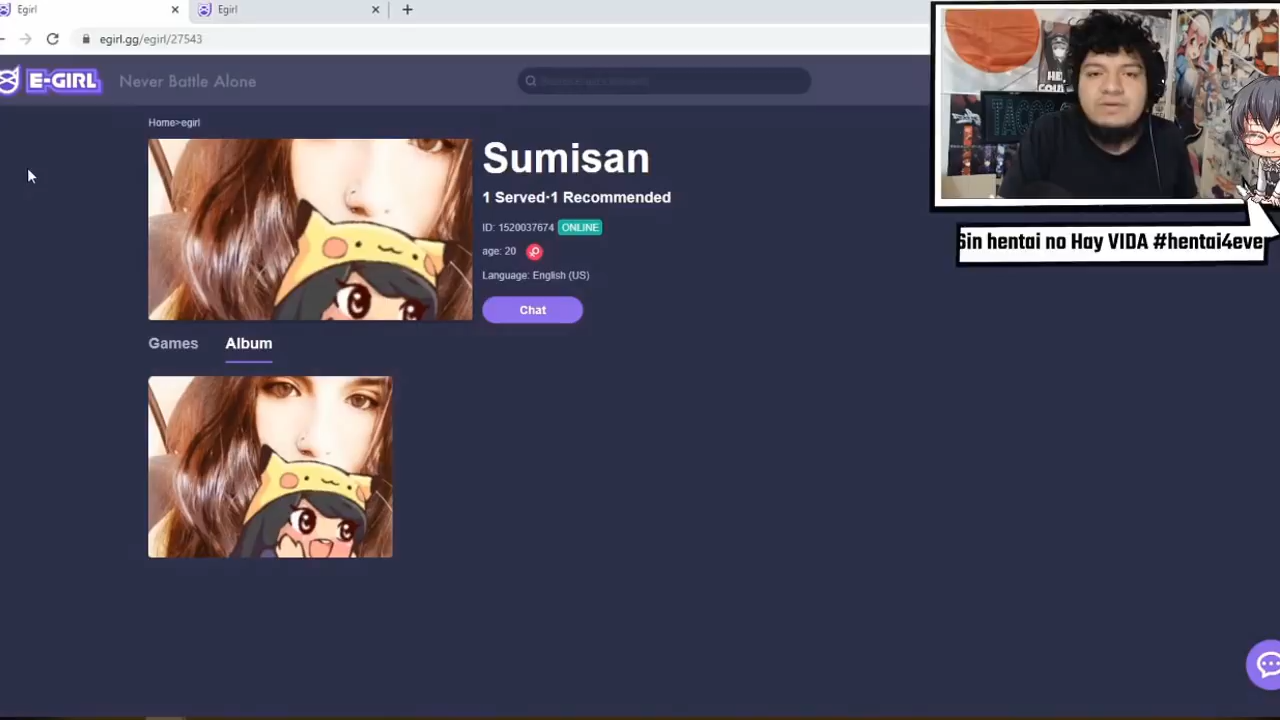 Egirl
Egirl
egirl.gg/egirl/27543
E-GIRL
Never Battle Alone
Home>egirl
Sumisan
1 Served·1 Recommended
ID: 1520037674 ONLINE
age: 20
Language: English (US)
Chat
Games
Album
TACO
Sin hentai no Hay VIDA #hentai4eve